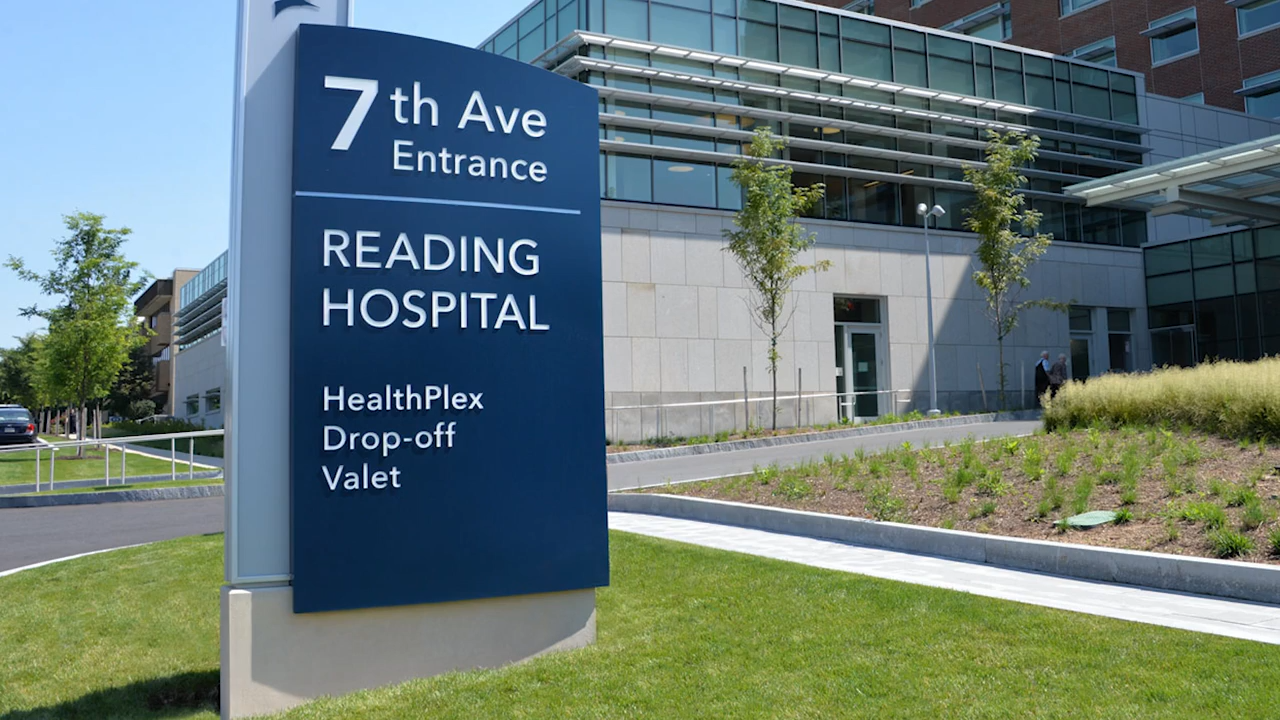 7th Ave
Entrance
READING
HOSPITAL
HealthPlex
Drop-off
Valet